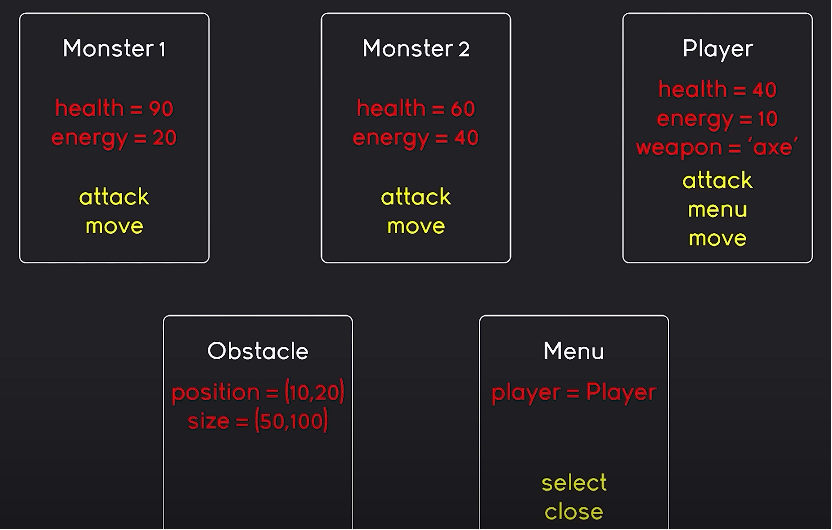 Monster 1
health = 90
energy = 20
attack
move
Monster 2
health = 60
energy = 40
attack
move
Player
health = 40
energy = 10
weapon = ‘axe’
attack
menu
move
Obstacle
position = (10,20)
size = (50,100)
Menu
player = Player
select
close